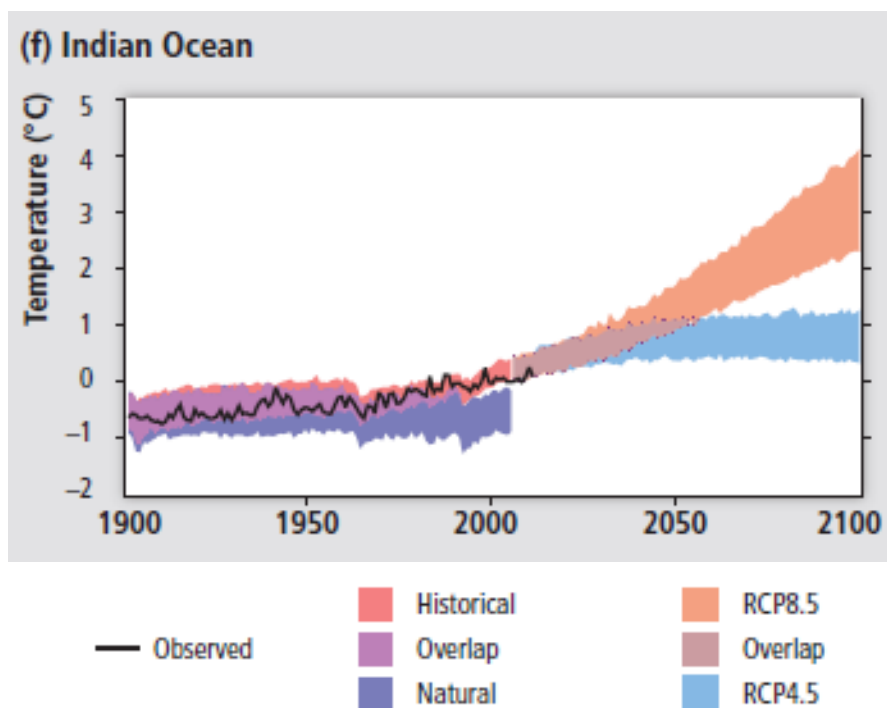 (f) Indian Ocean
Temperature (°C)
5
4
3
2
1
0
–1
–2
1900 1950 2000 2050 2100
Historical RCP8.5
Observed Overlap Overlap
Natural RCP4.5